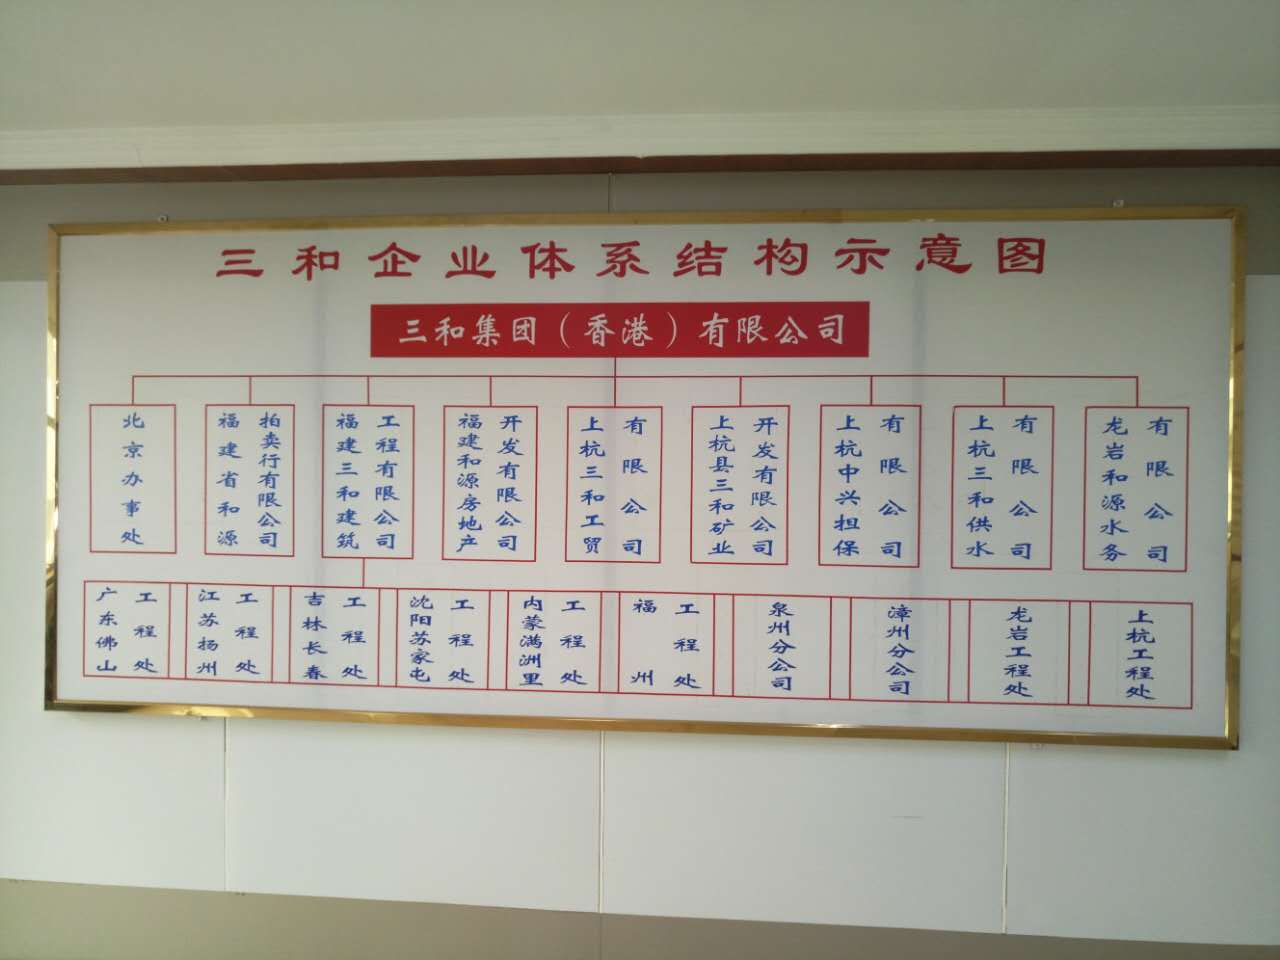 三和企业体系结构示意图
三和集团（香港）有限公司
北京办事处
福建省和源
拍卖行有限公司
福建三和建筑
工程有限公司
福建和源房地产
开发有限公司
上杭三和工贸
有限公司
上杭县三和矿业
开发有限公司
上杭中兴担保
有限公司
上杭三和供水
有限公司
龙岩和源水务
有限公司
广东佛山
工程处
江苏扬州
工程处
吉林长春
工程处
沈阳苏家屯
工程处
内蒙满洲里
工程处
福州
工程处
泉州分公司
漳州分公司
龙岩工程处
上杭工程处